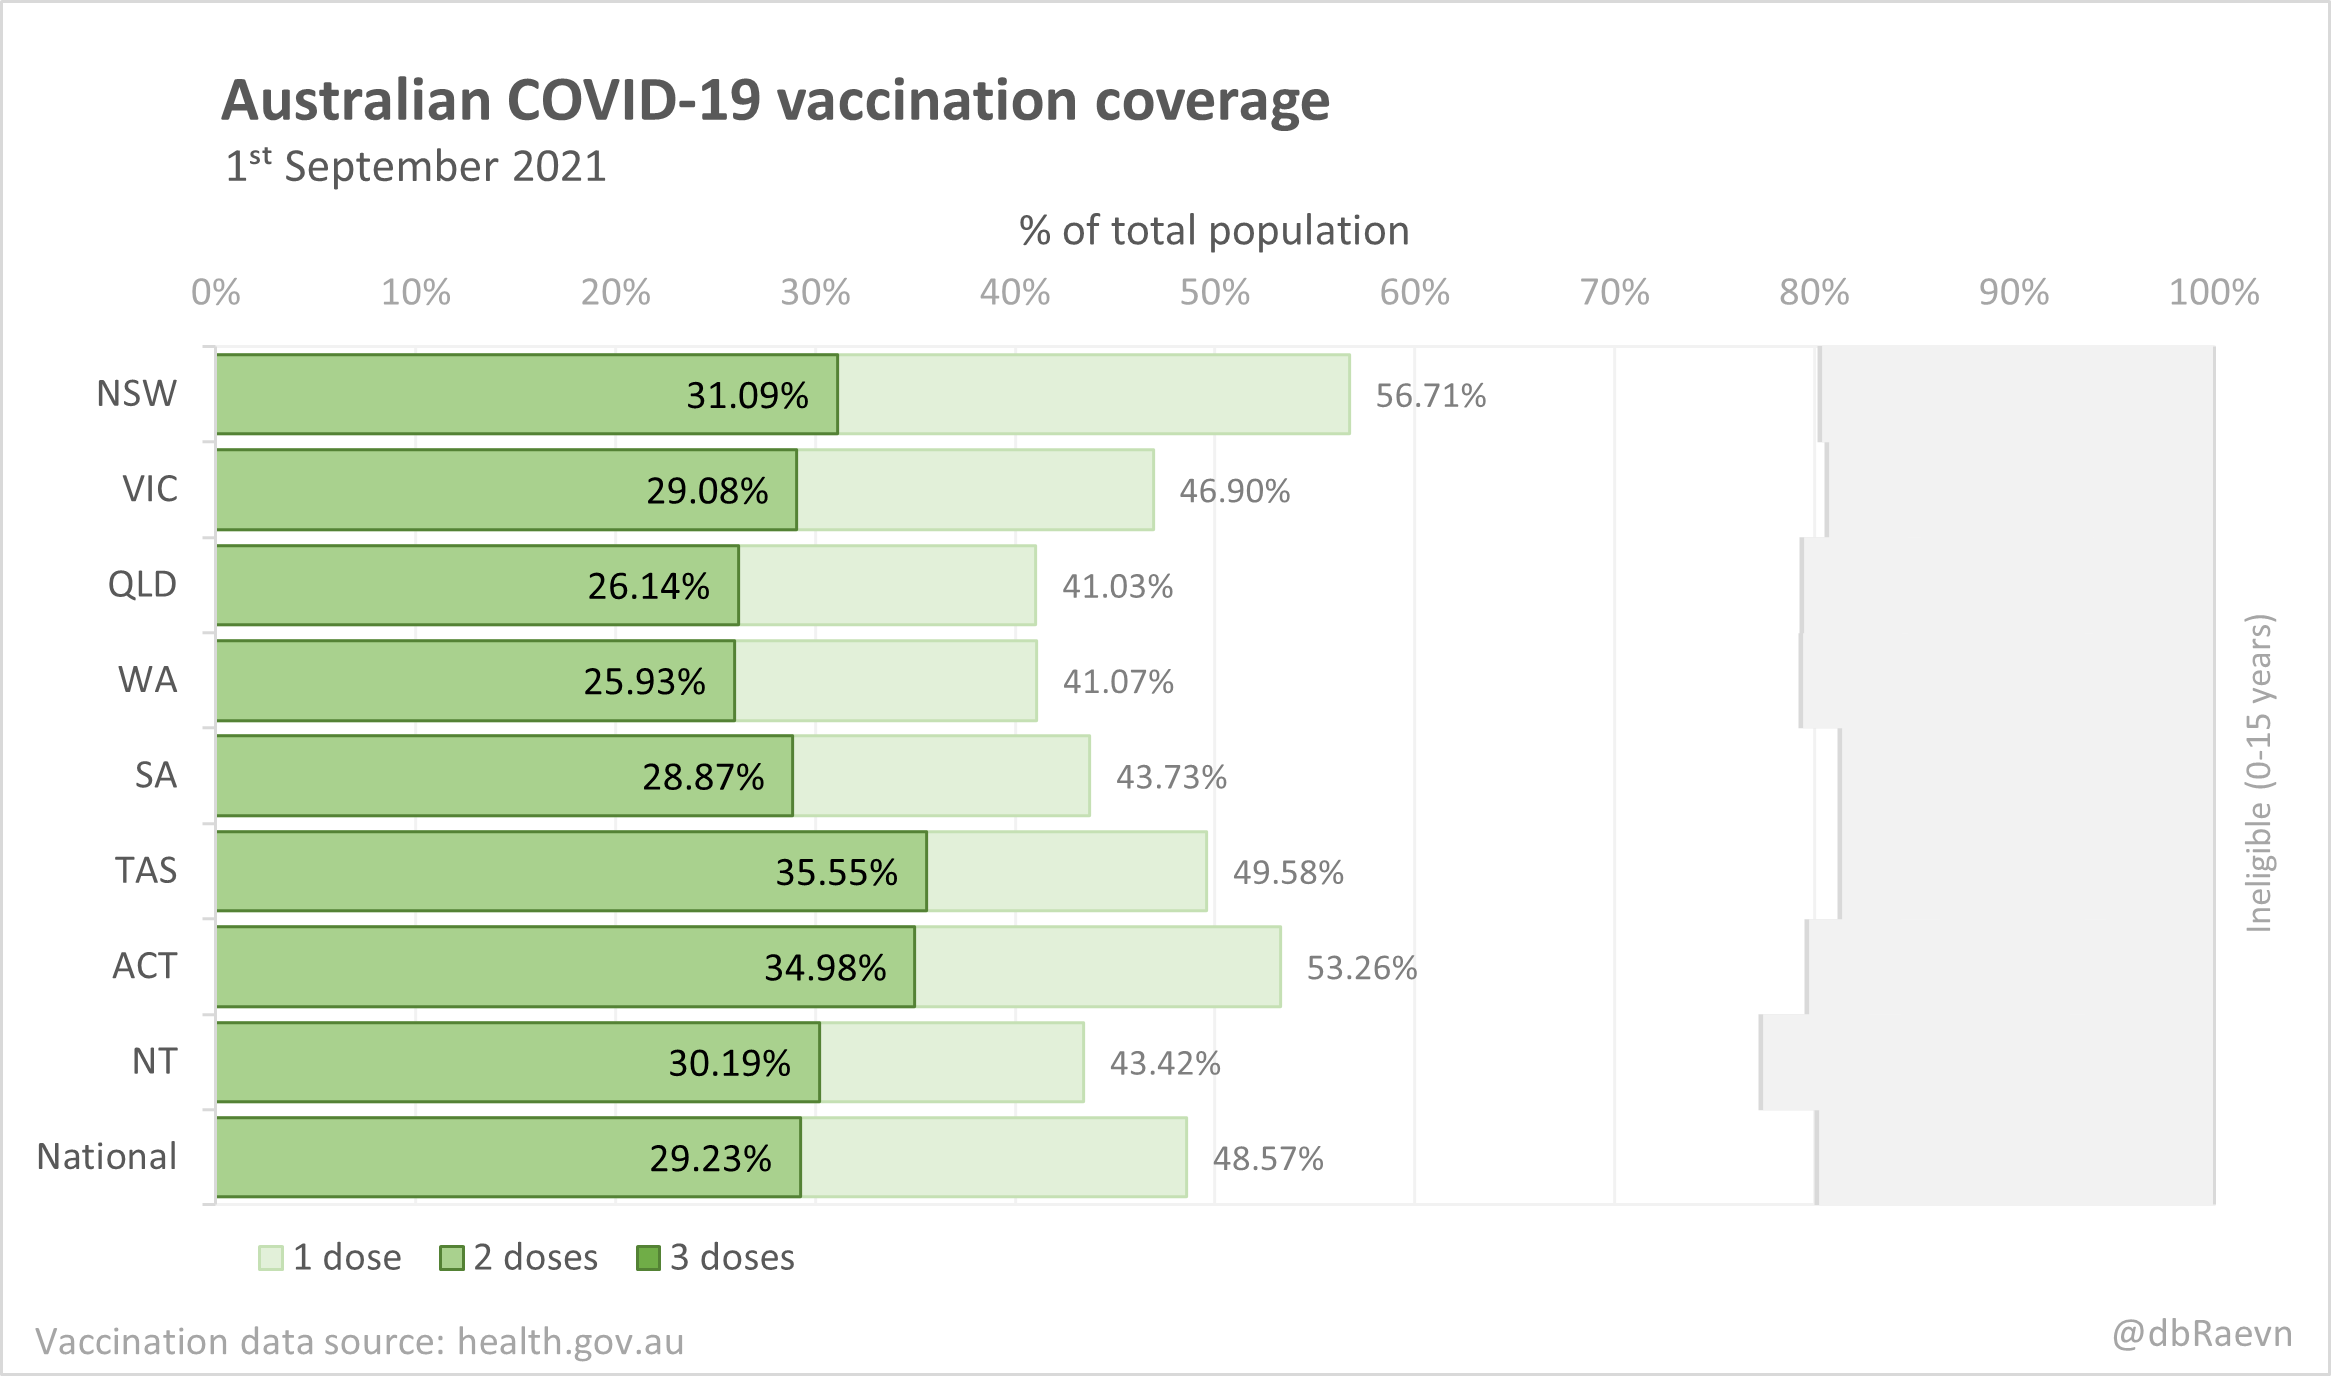 Australian COVID-19 vaccination coverage
1st September 2021
% of total population
0% 10% 20% 30% 40% 50% 60% 70% 80% 90% 100%
NSW 31.09% 56.71%
VIC 29.08% 46.90%
QLD 26.14% 41.03%
WA 25.93% 41.07%
SA 28.87% 43.73%
TAS 35.55% 49.58%
ACT 34.98% 53.26%
NT 30.19% 43.42%
National 29.23% 48.57%
Ineligible (0-15 years)
1 dose 2 doses 3 doses
Vaccination data source: health.gov.au
@dbRaevn